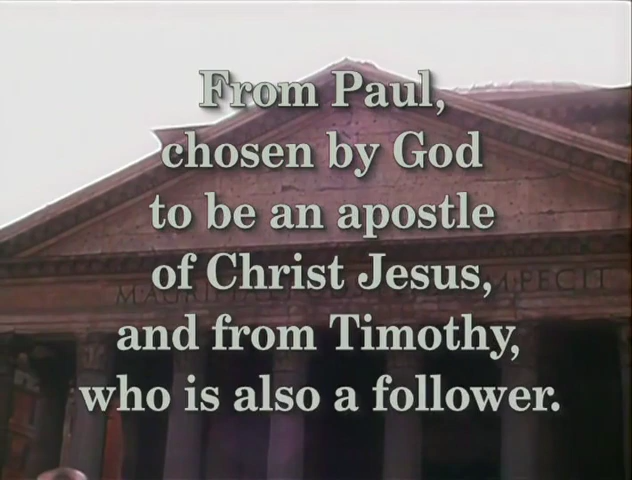 From Paul,
chosen by God
to be an apostle
of Christ Jesus,
and from Timothy,
who is also a follower.
FECIT